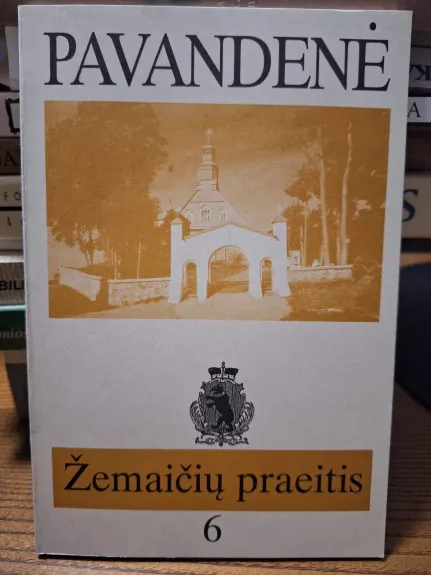 PAVANDENĖ
Žemaičių praeitis
6